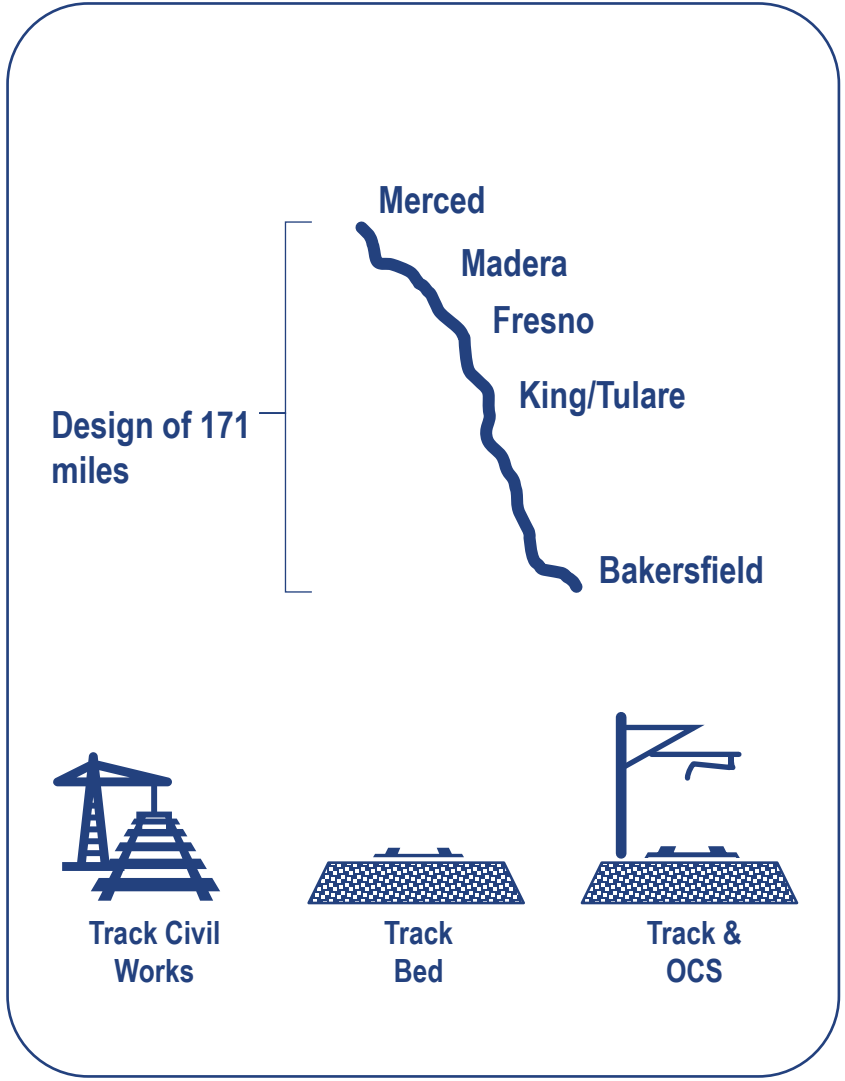 Merced
Madera
Fresno
King/Tulare
Design of 171
miles
Bakersfield
Track Civil
Works
Track
Bed
Track &
OCS